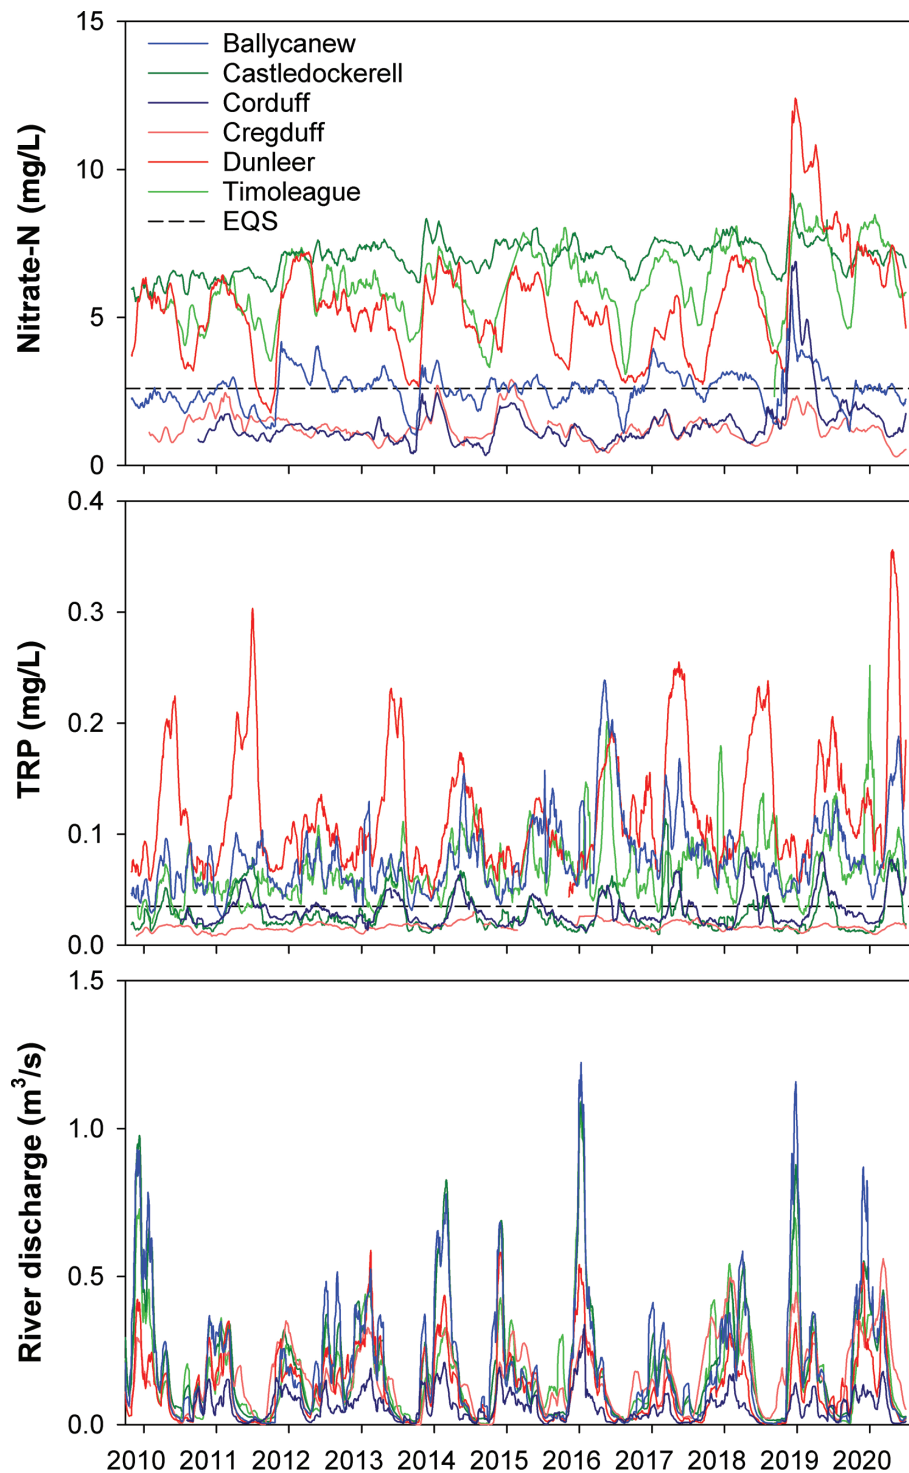 15
Ballycanew
Castledockerell
Corduff
Cregduff
Dunleer
Timoleague
EQS
10
5
0
Nitrate-N (mg/L)
0.4
0.3
0.2
0.1
0.0
TRP (mg/L)
1.5
1.0
0.5
0.0
River discharge (m³/s)
2010 2011 2012 2013 2014 2015 2016 2017 2018 2019 2020